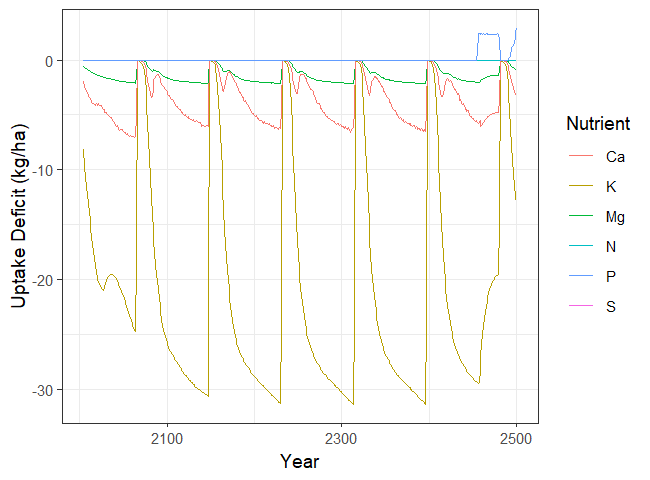 0
-10
-20
-30
Uptake Deficit (kg/ha)
2100
2300
2500
Year
Nutrient
Ca
K
Mg
N
P
S